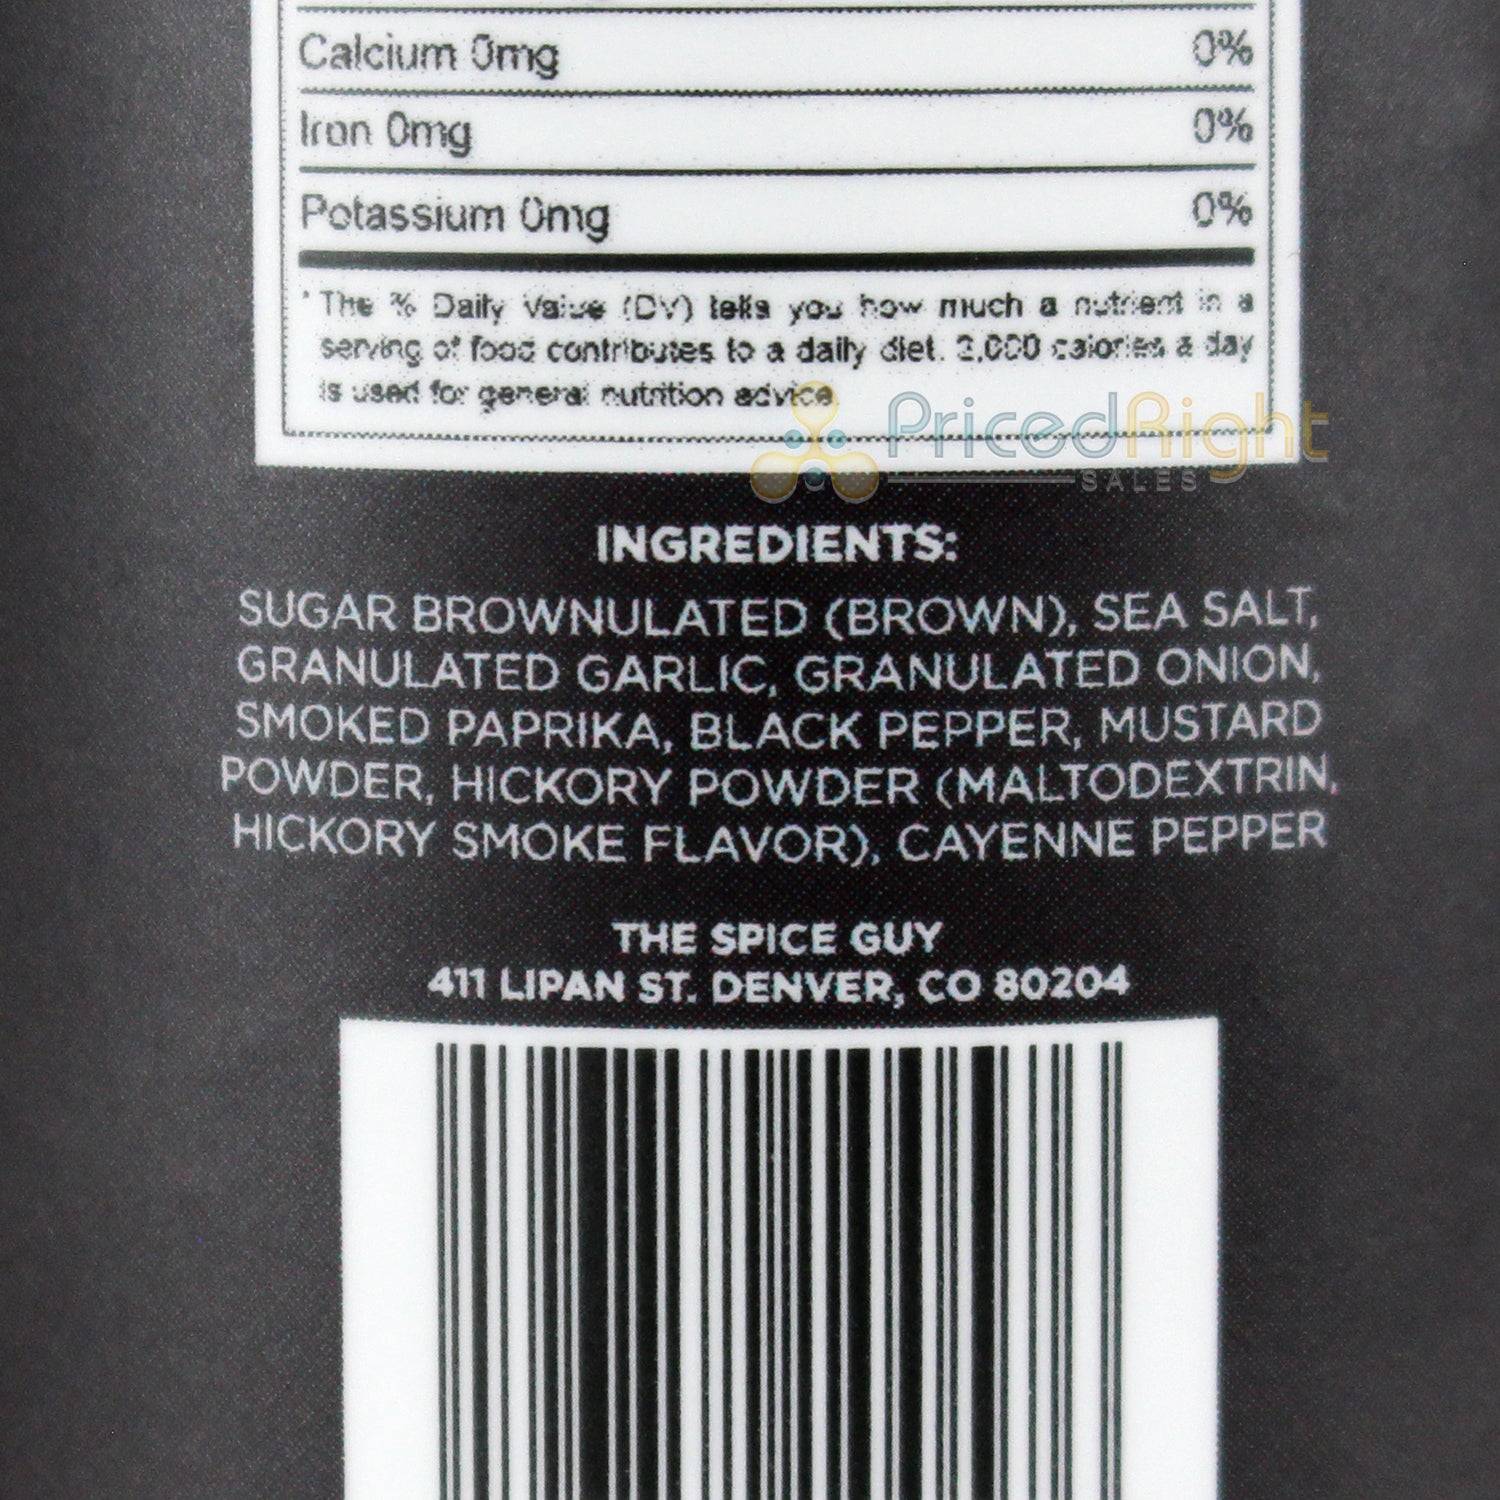 Calcium 0mg 0%
Iron 0mg 0%
Potassium 0mg 0%
* The % Daily Value (DV) tells you how much a nutrient in a
serving of food contributes to a daily diet. 2,000 calories a day
is used for general nutrition advice.
PricedRight
SALES
INGREDIENTS:
SUGAR BROWNULATED (BROWN), SEA SALT,
GRANULATED GARLIC, GRANULATED ONION,
SMOKED PAPRIKA, BLACK PEPPER, MUSTARD
POWDER, HICKORY POWDER (MALTODEXTRIN,
HICKORY SMOKE FLAVOR), CAYENNE PEPPER
THE SPICE GUY
411 LIPAN ST. DENVER, CO 80204